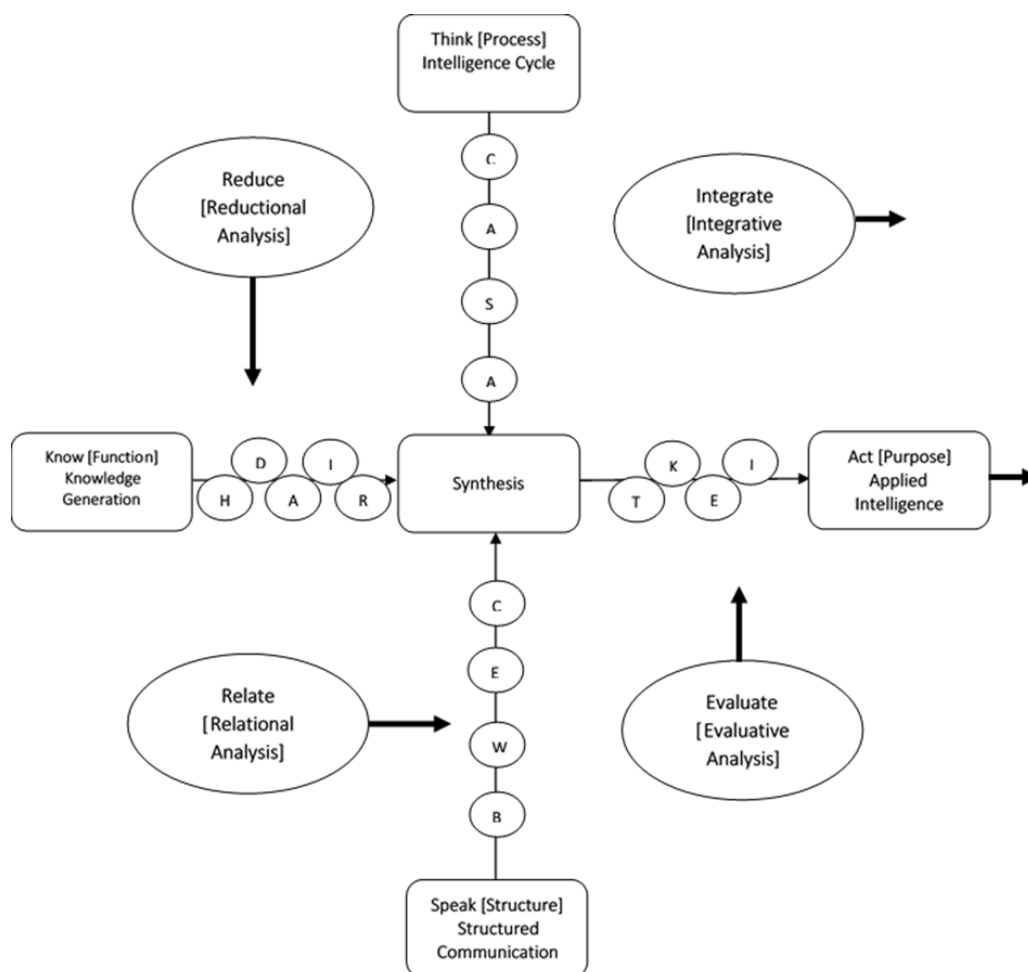 Think [Process]
Intelligence Cycle
C
A
S
A
Reduce
[Reductional
Analysis]
Integrate
[Integrative
Analysis]
Know [Function]
Knowledge
Generation
H
D
A
I
R
Synthesis
T
K
E
I
Act [Purpose]
Applied
Intelligence
C
E
W
B
Relate
[Relational
Analysis]
Evaluate
[Evaluative
Analysis]
Speak [Structure]
Structured
Communication